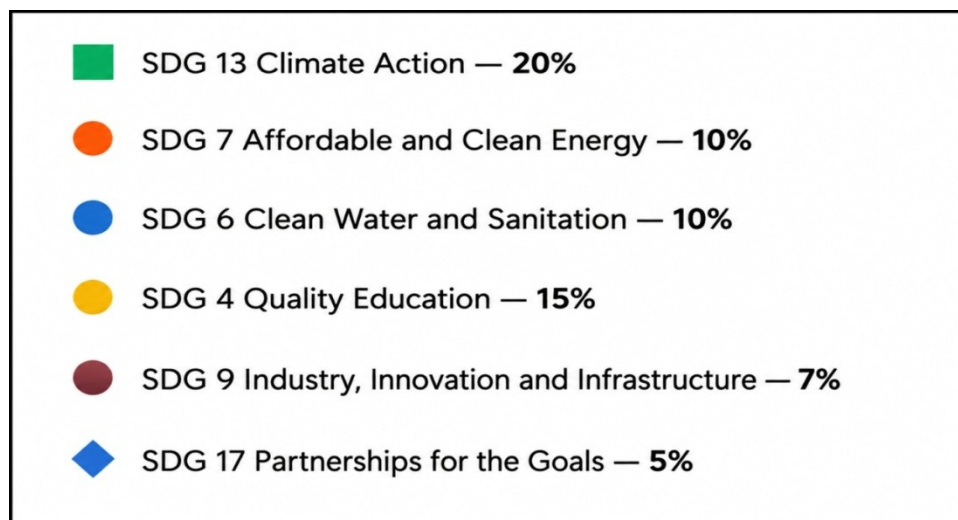 SDG 13 Climate Action — 20%
SDG 7 Affordable and Clean Energy — 10%
SDG 6 Clean Water and Sanitation — 10%
SDG 4 Quality Education — 15%
SDG 9 Industry, Innovation and Infrastructure — 7%
SDG 17 Partnerships for the Goals — 5%